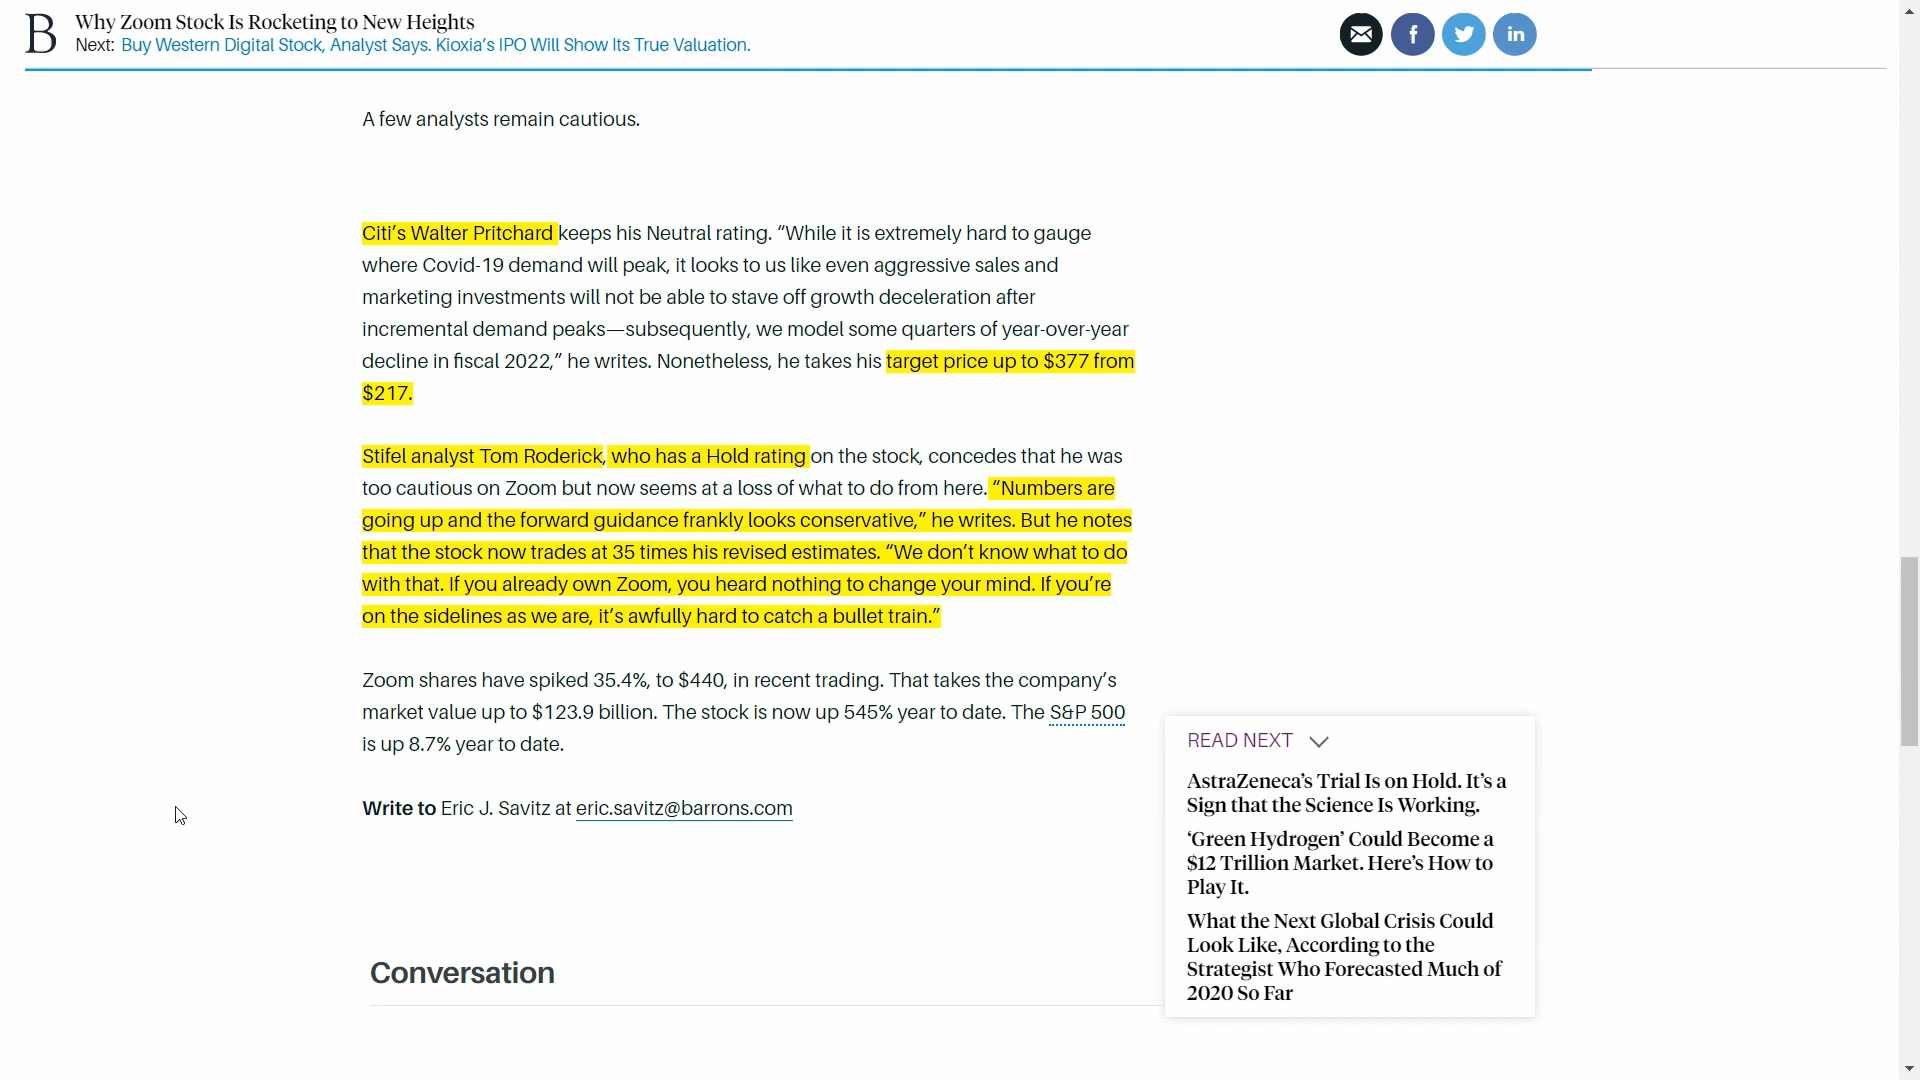 B
Why Zoom Stock Is Rocketing to New Heights
Next: Buy Western Digital Stock, Analyst Says. Kioxia’s IPO Will Show Its True Valuation.
f
in
A few analysts remain cautious.
Citi’s Walter Pritchard keeps his Neutral rating. “While it is extremely hard to gauge
where Covid-19 demand will peak, it looks to us like even aggressive sales and
marketing investments will not be able to stave off growth deceleration after
incremental demand peaks—subsequently, we model some quarters of year-over-year
decline in fiscal 2022,” he writes. Nonetheless, he takes his target price up to $377 from
$217.
Stifel analyst Tom Roderick, who has a Hold rating on the stock, concedes that he was
too cautious on Zoom but now seems at a loss of what to do from here. “Numbers are
going up and the forward guidance frankly looks conservative,” he writes. But he notes
that the stock now trades at 35 times his revised estimates. “We don’t know what to do
with that. If you already own Zoom, you heard nothing to change your mind. If you’re
on the sidelines as we are, it’s awfully hard to catch a bullet train.”
Zoom shares have spiked 35.4%, to $440, in recent trading. That takes the company’s
market value up to $123.9 billion. The stock is now up 545% year to date. The S&P 500
is up 8.7% year to date.
Write to Eric J. Savitz at eric.savitz@barrons.com
Conversation
READ NEXT
AstraZeneca’s Trial Is on Hold. It’s a
Sign that the Science Is Working.
‘Green Hydrogen’ Could Become a
$12 Trillion Market. Here’s How to
Play It.
What the Next Global Crisis Could
Look Like, According to the
Strategist Who Forecasted Much of
2020 So Far